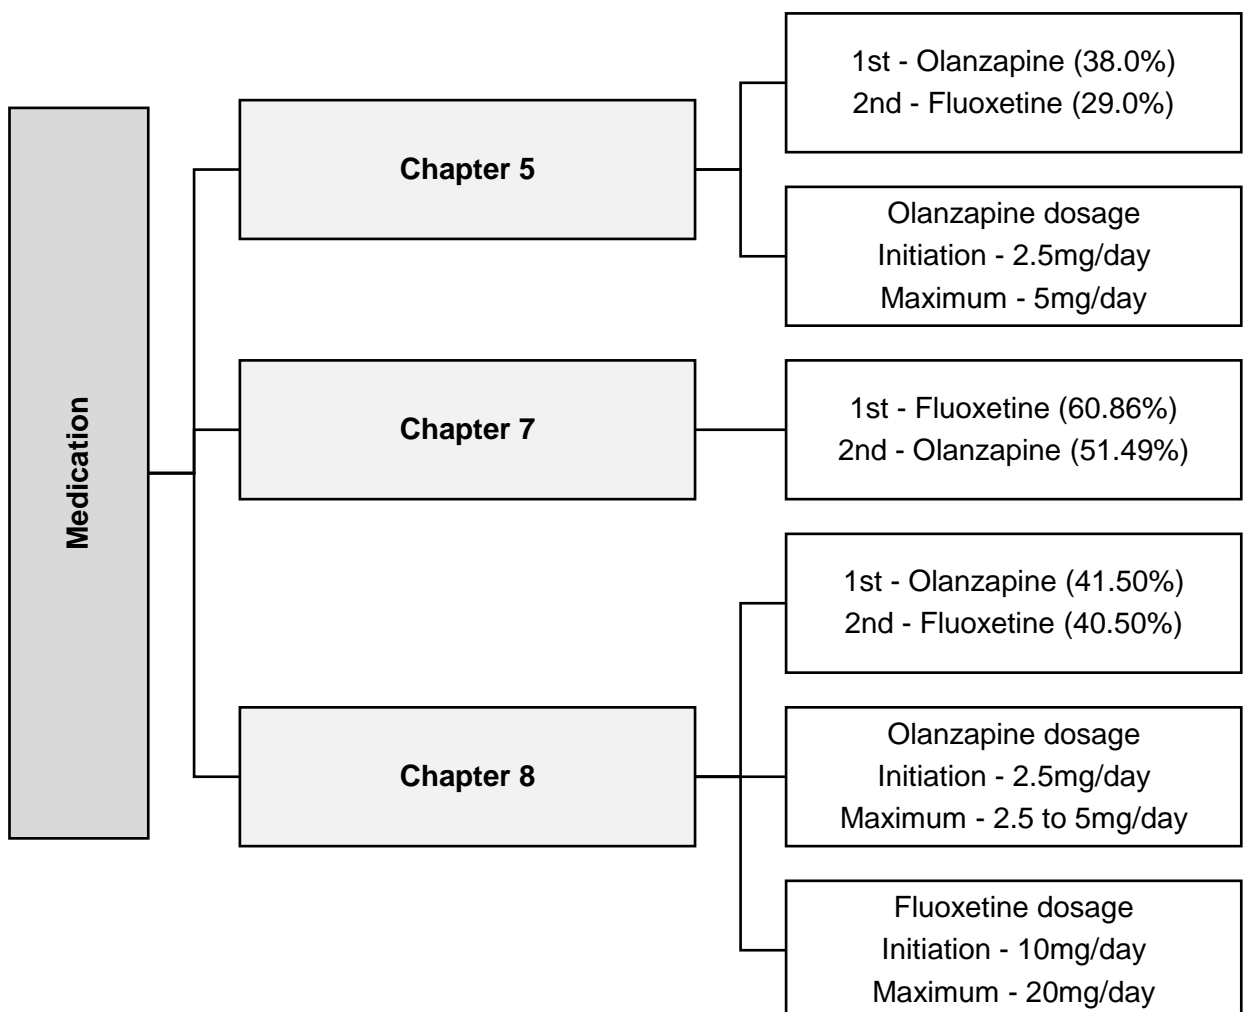 Medication
Chapter 5
1st - Olanzapine (38.0%)
2nd - Fluoxetine (29.0%)
Olanzapine dosage
Initiation - 2.5mg/day
Maximum - 5mg/day
Chapter 7
1st - Fluoxetine (60.86%)
2nd - Olanzapine (51.49%)
Chapter 8
1st - Olanzapine (41.50%)
2nd - Fluoxetine (40.50%)
Olanzapine dosage
Initiation - 2.5mg/day
Maximum - 2.5 to 5mg/day
Fluoxetine dosage
Initiation - 10mg/day
Maximum - 20mg/day